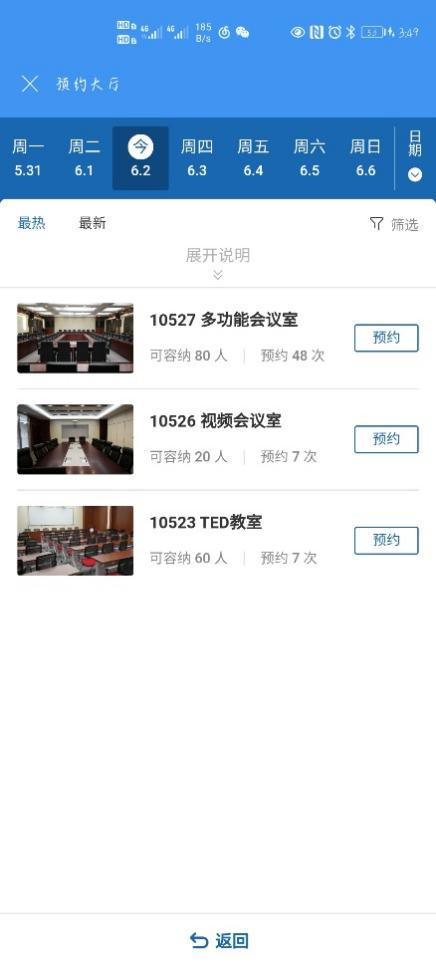 HD HD 4G 4G 185 B/s 55 3:49
预约大厅
周一 周二 今 周四 周五 周六 周日 日期
5.31 6.1 6.2 6.3 6.4 6.5 6.6
最热 最新 筛选
展开说明
10527 多功能会议室
可容纳 80 人 预约 48 次
预约
10526 视频会议室
可容纳 20 人 预约 7 次
预约
10523 TED教室
可容纳 60 人 预约 7 次
预约
返回